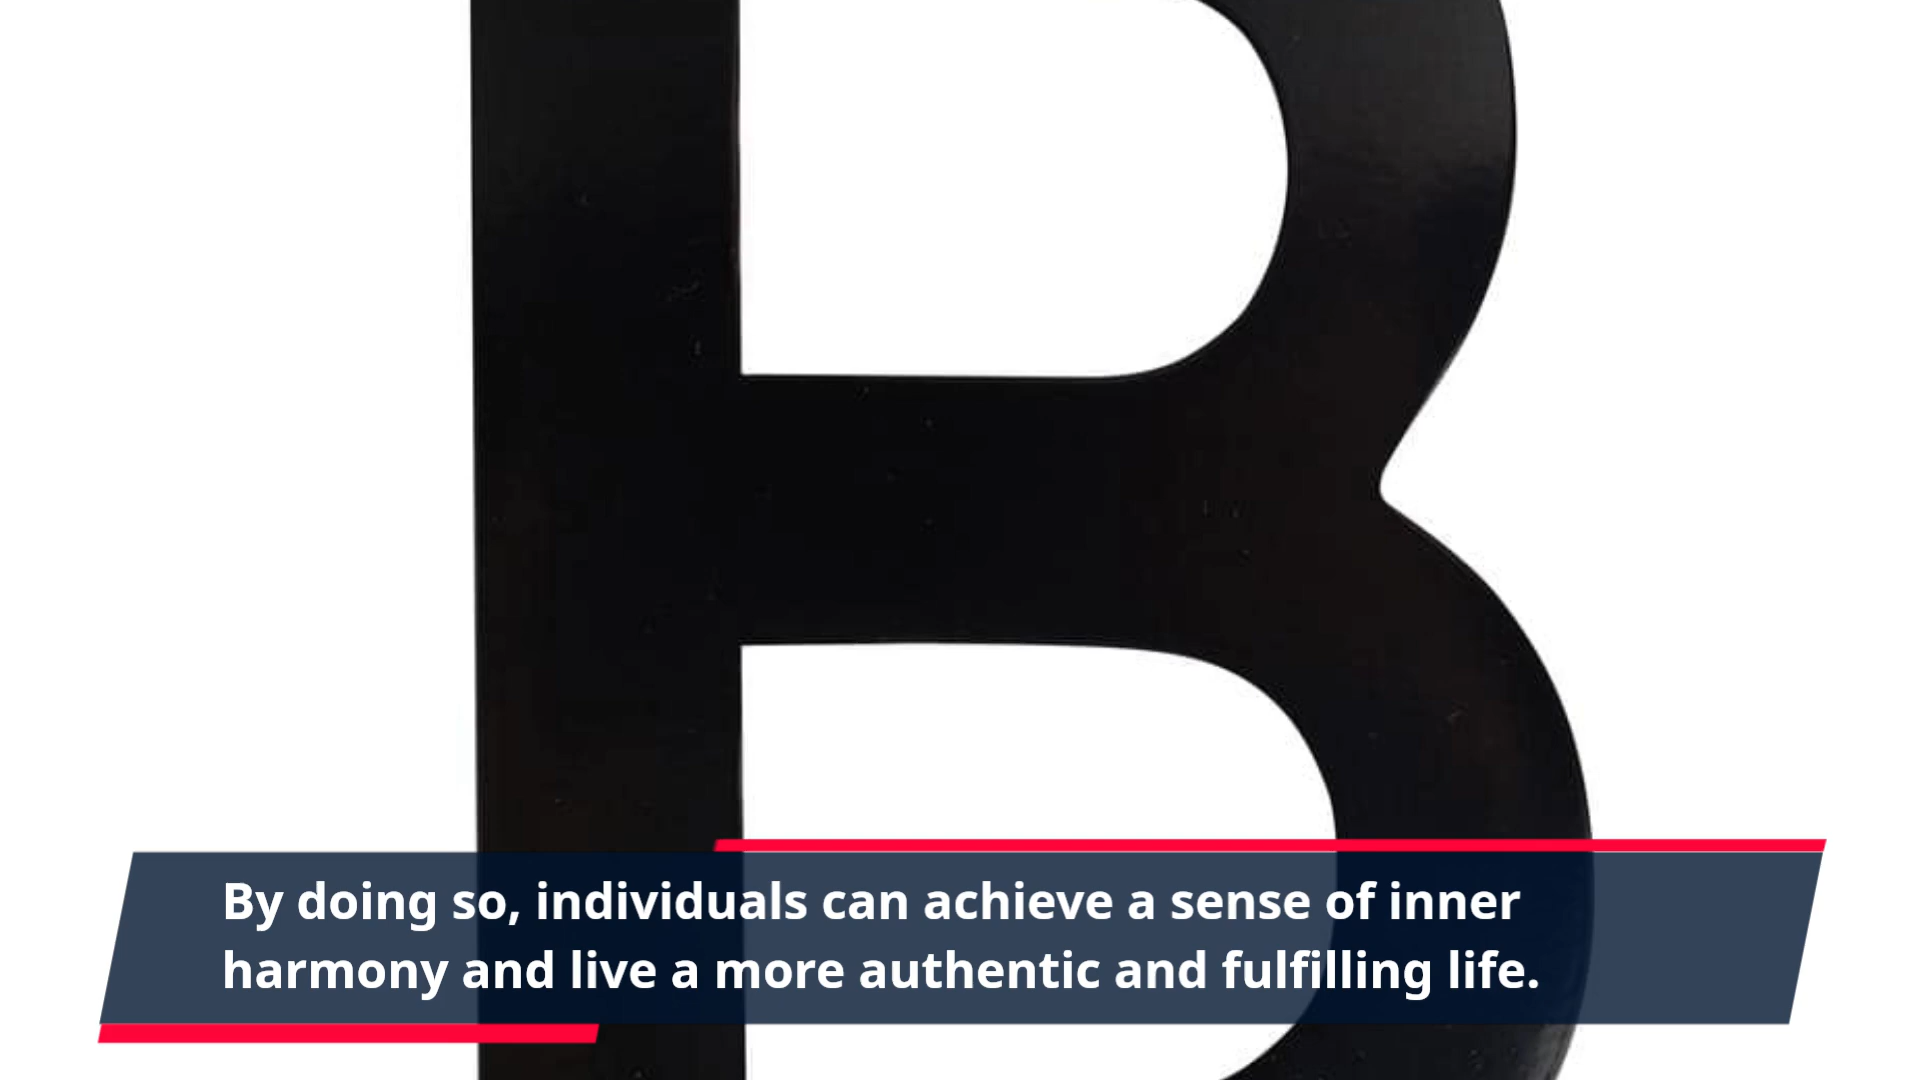 B
By doing so, individuals can achieve a sense of inner
harmony and live a more authentic and fulfilling life.